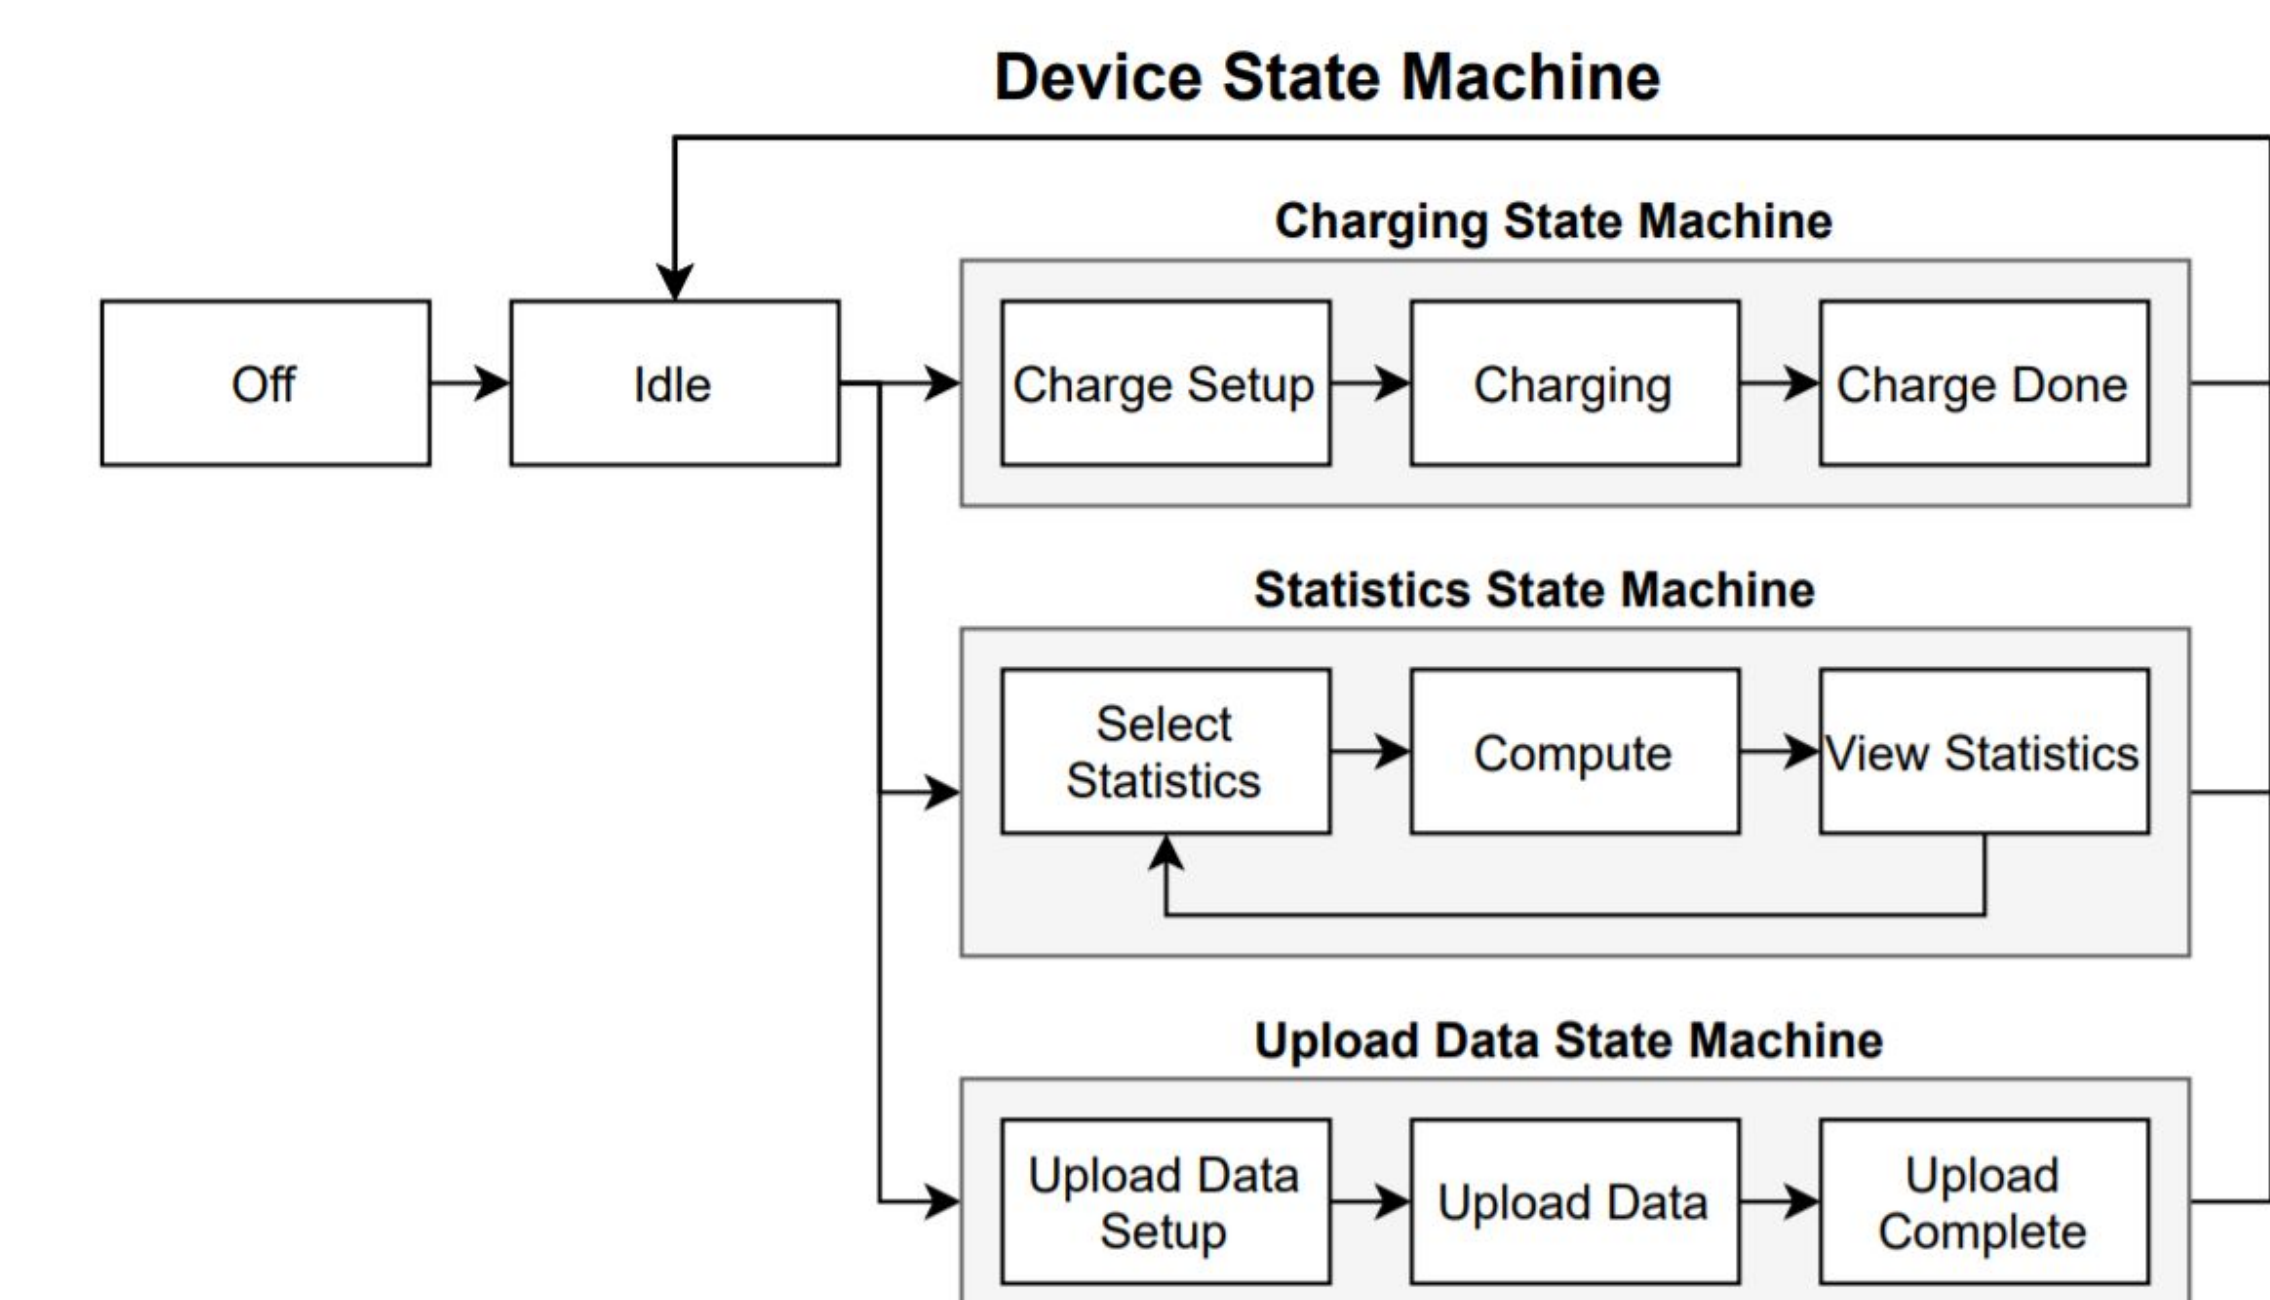 Device State Machine
Charging State Machine
Off
Idle
Charge Setup
Charging
Charge Done
Statistics State Machine
Select
Statistics
Compute
View Statistics
Upload Data State Machine
Upload Data
Setup
Upload Data
Upload
Complete